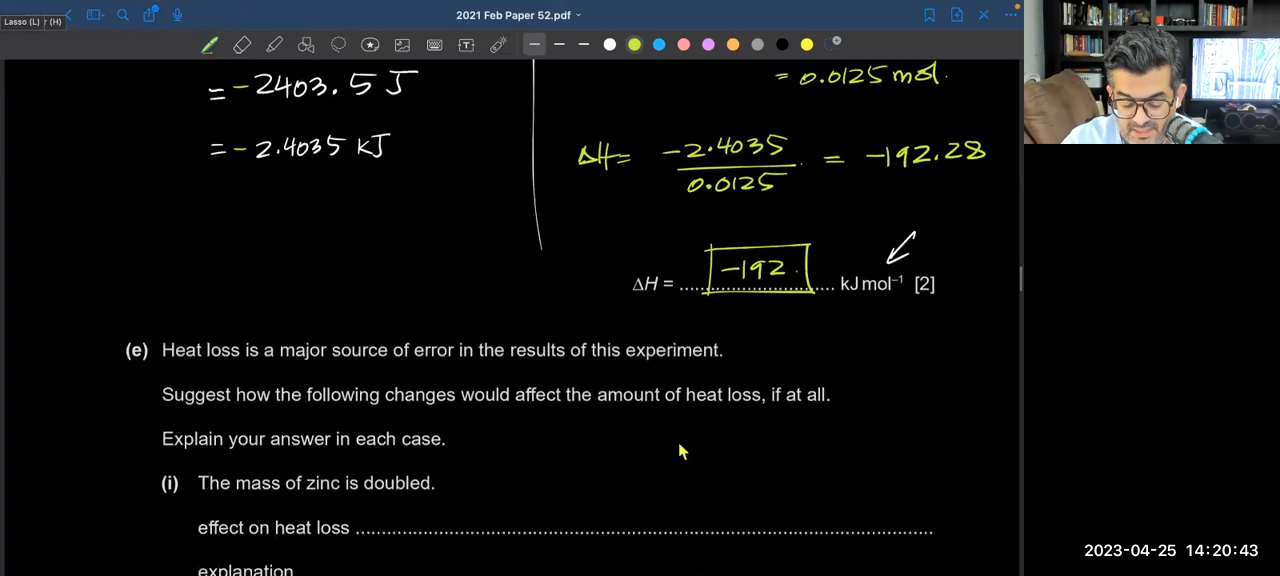 2021 Feb Paper 52.pdf
Lasso (L)
(H)
= -2403.5 J
= -2.4035 kJ
= 0.0125 mol.
ΔH = -2.4035 / 0.0125 = -192.28
-192.
ΔH = ................................ kJ mol⁻¹ [2]
(e) Heat loss is a major source of error in the results of this experiment.
Suggest how the following changes would affect the amount of heat loss, if at all.
Explain your answer in each case.
(i) The mass of zinc is doubled.
effect on heat loss ................................................................................
explanation
2023-04-25 14:20:43